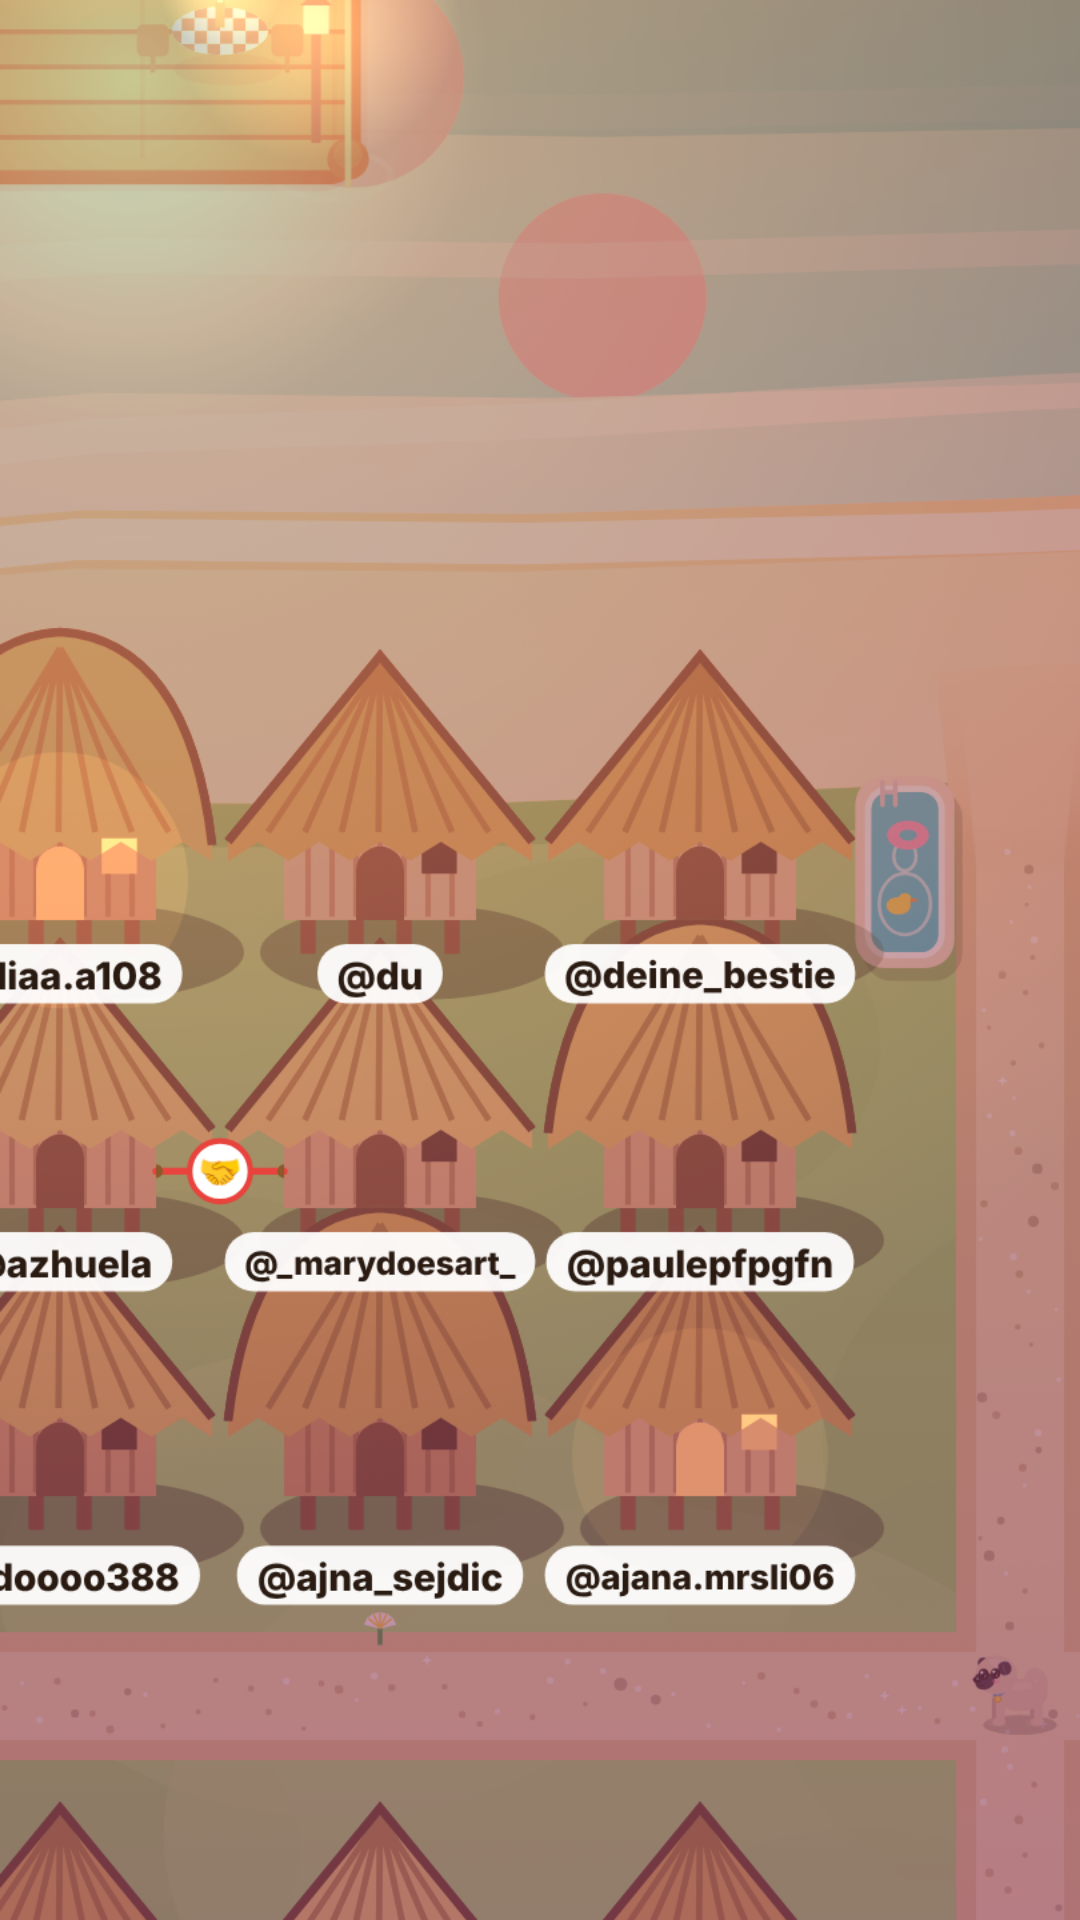 liaa.a108
@du
@deine_bestie
@azhuela
@_marydoesart_
@paulepfpgfn
doooo388
@ajna_sejdic
@ajana.mrsli06